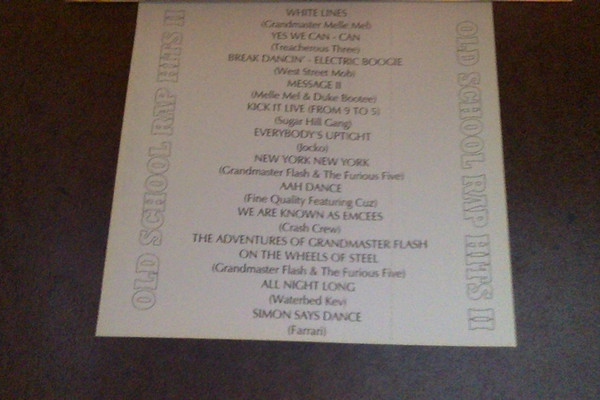 OLD SCHOOL RAP HITS II
WHITE LINES
(Grandmaster Melle Mel)
YES WE CAN - CAN
(Treacherous Three)
BREAK DANCIN' - ELECTRIC BOOGIE
(West Street Mob)
MESSAGE II
(Melle Mel & Duke Bootee)
KICK IT LIVE (FROM 9 TO 5)
(Sugar Hill Gang)
EVERYBODY'S UPTIGHT
(Jocko)
NEW YORK NEW YORK
(Grandmaster Flash & The Furious Five)
AAH DANCE
(Fine Quality Featuring Cuz)
WE ARE KNOWN AS EMCEES
(Crash Crew)
THE ADVENTURES OF GRANDMASTER FLASH
ON THE WHEELS OF STEEL
(Grandmaster Flash & The Furious Five)
ALL NIGHT LONG
(Waterbed Kev)
SIMON SAYS DANCE
(Farrari)
OLD SCHOOL RAP HITS II